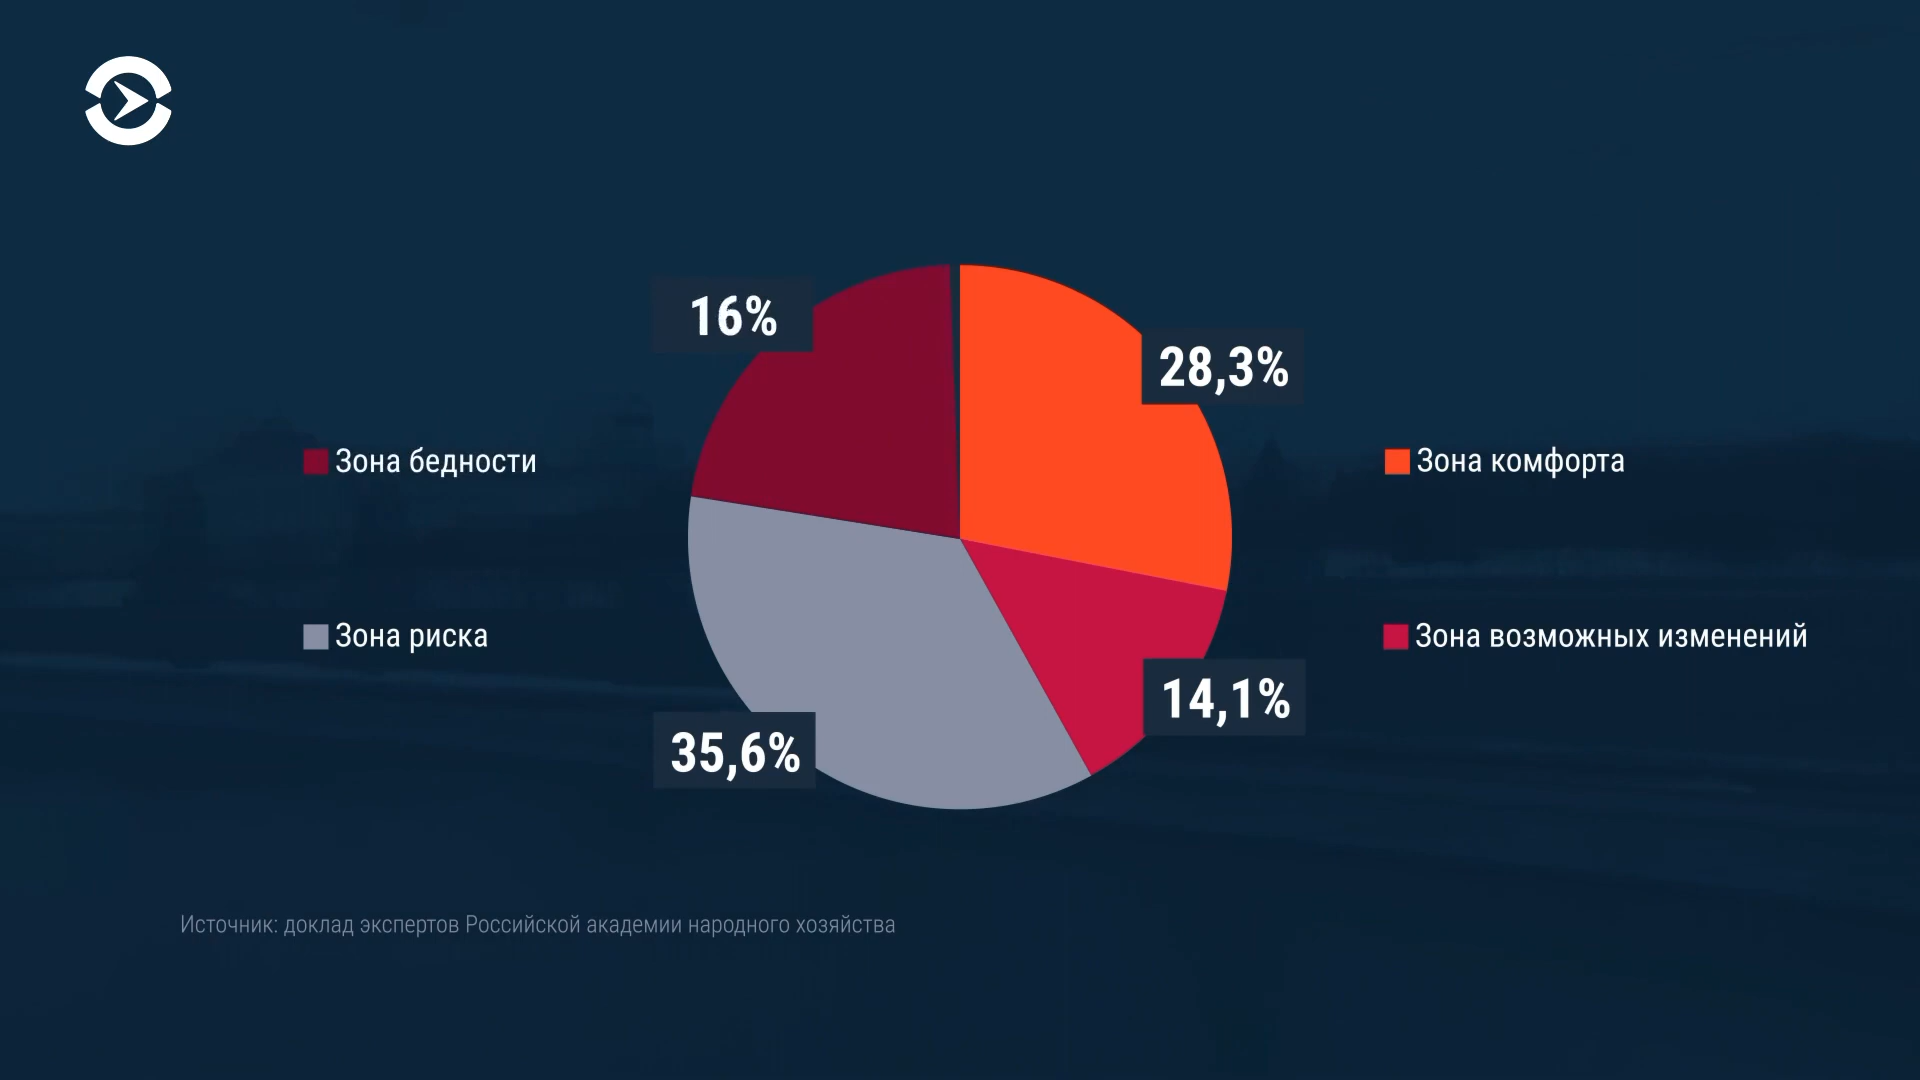 16%
28,3%
Зона бедности
Зона комфорта
Зона риска
Зона возможных изменений
14,1%
35,6%
Источник: доклад экспертов Российской академии народного хозяйства